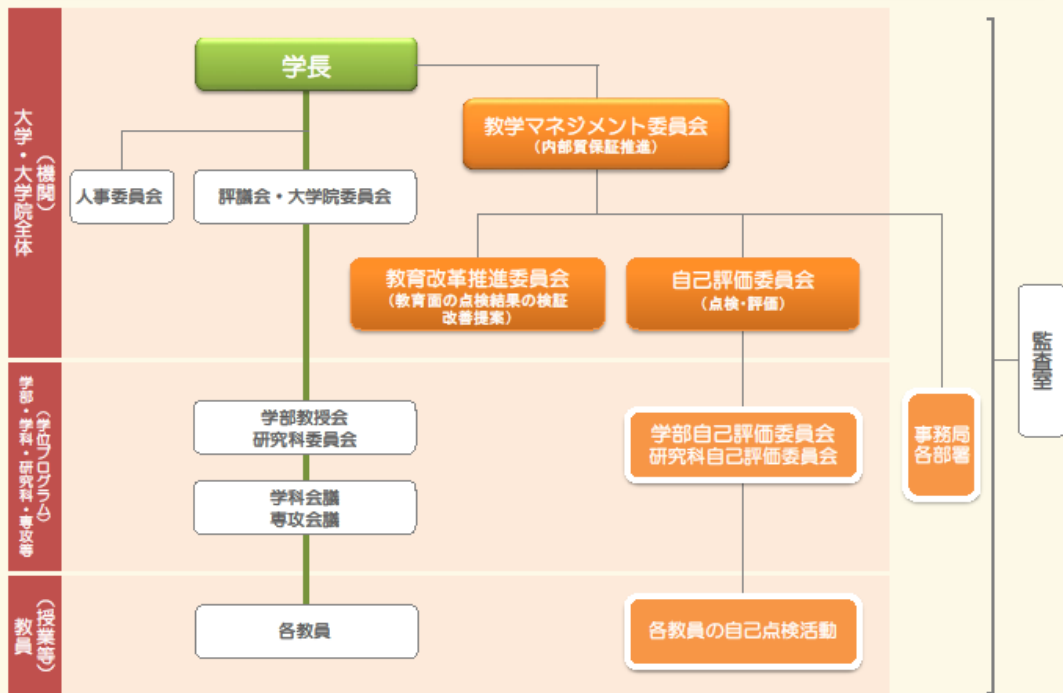 大学・大学院全体
（機関）
学長
教学マネジメント委員会
（内部質保証推進）
人事委員会
評議会・大学院委員会
教育改革推進委員会
（教育面の点検結果の検証
改善提案）
自己評価委員会
（点検・評価）
監査室
学部・学科・研究科・専攻等
（学位プログラム）
学部教授会
研究科委員会
学部自己評価委員会
研究科自己評価委員会
事務局
各部署
学科会議
専攻会議
教員
（授業等）
各教員
各教員の自己点検活動